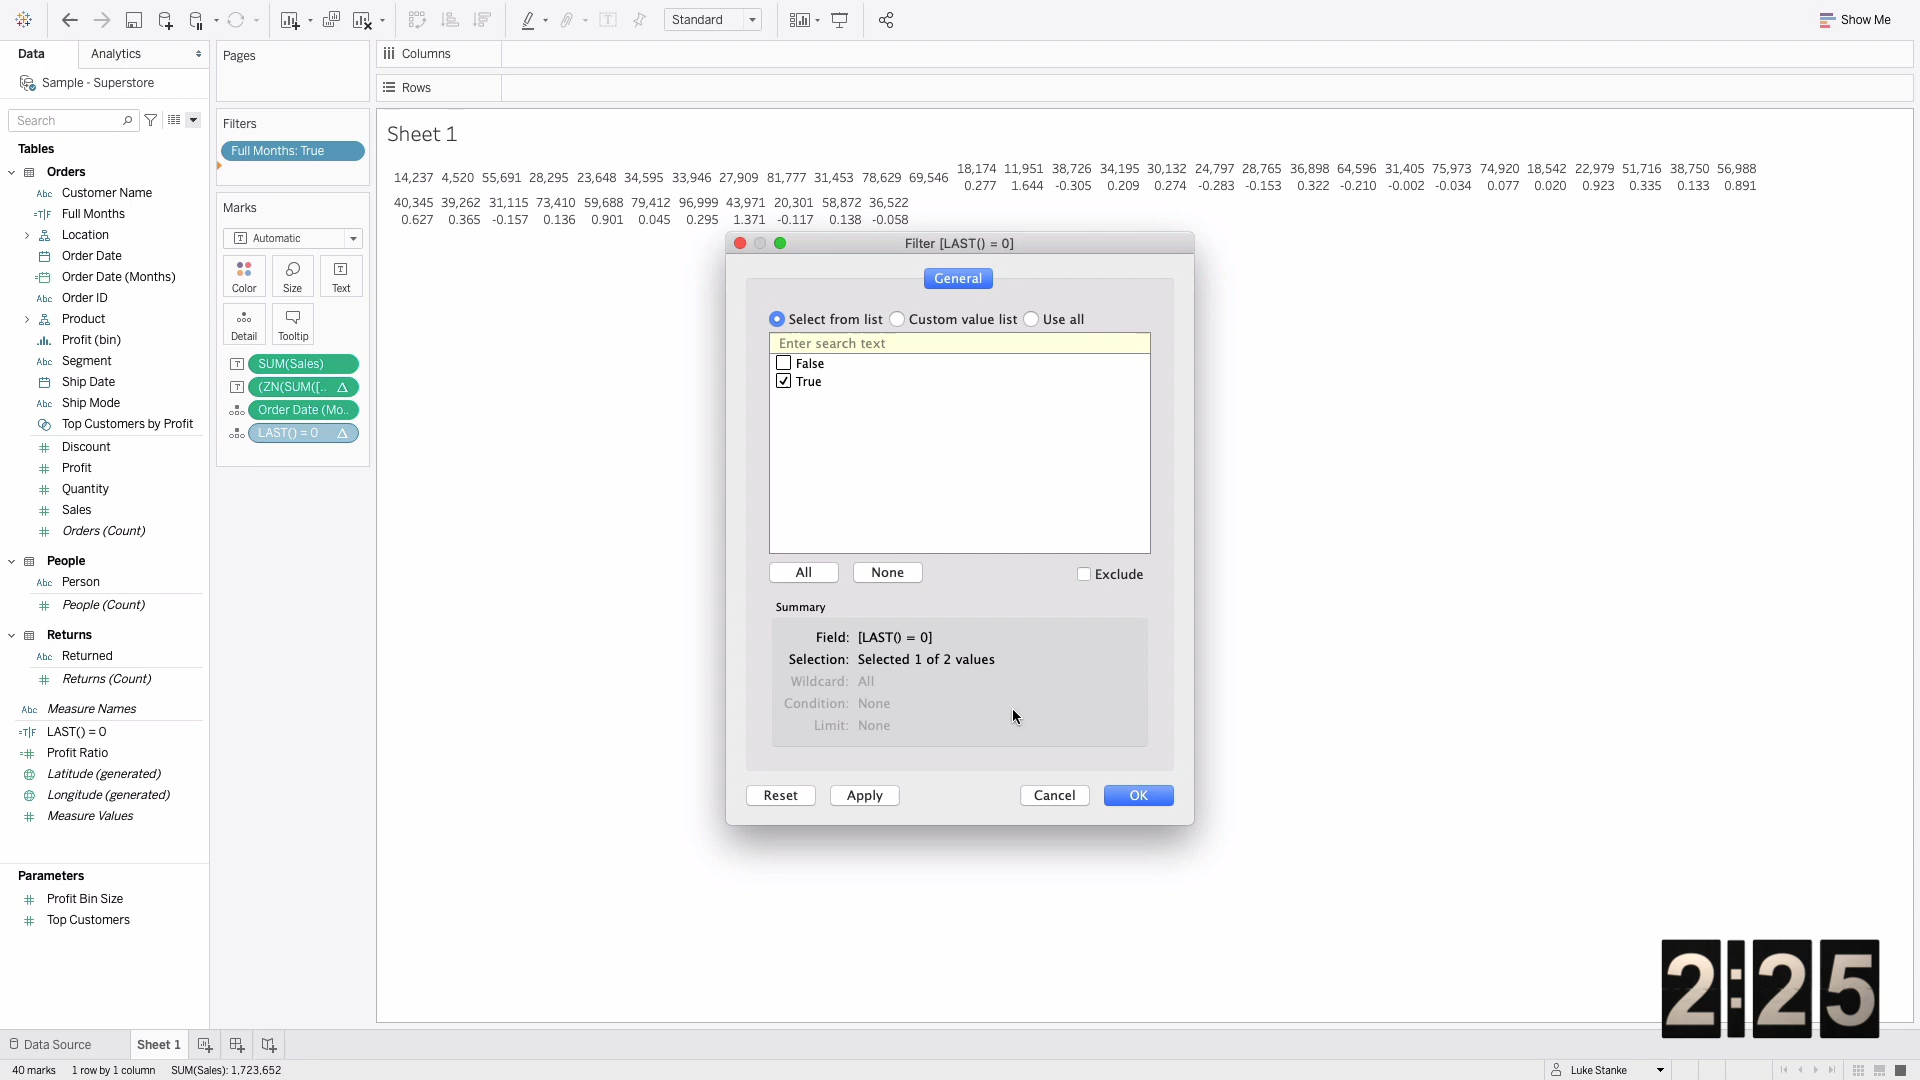 Standard
Show Me
Data
Analytics
Sample - Superstore
Search
Tables
Orders
Abc Customer Name
=T|F Full Months
Location
Order Date
Order Date (Months)
Abc Order ID
Product
Profit (bin)
Abc Segment
Ship Date
Abc Ship Mode
Top Customers by Profit
Discount
Profit
Quantity
Sales
Orders (Count)
People
Abc Person
People (Count)
Returns
Abc Returned
Returns (Count)
Abc Measure Names
=T|F LAST() = 0
Profit Ratio
Latitude (generated)
Longitude (generated)
Measure Values
Parameters
Profit Bin Size
Top Customers
Pages
Filters
Full Months: True
Marks
T Automatic
Color
Size
T Text
Detail
Tooltip
T SUM(Sales)
T (ZN(SUM([.. △
Order Date (Mo..
LAST() = 0 △
Columns
Rows
Sheet 1
14,237 4,520 55,691 28,295 23,648 34,595 33,946 27,909 81,777 31,453 78,629 69,546 18,174 11,951 38,726 34,195 30,132 24,797 28,765 36,898 64,596 31,405 75,973 74,920 18,542 22,979 51,716 38,750 56,988
0.277 1.644 -0.305 0.209 0.274 -0.283 -0.153 0.322 -0.210 -0.002 -0.034 0.077 0.020 0.923 0.335 0.133 0.891
40,345 39,262 31,115 73,410 59,688 79,412 96,999 43,971 20,301 58,872 36,522
0.627 0.365 -0.157 0.136 0.901 0.045 0.295 1.371 -0.117 0.138 -0.058
Filter [LAST() = 0]
General
Select from list Custom value list Use all
Enter search text
False
True
All
None
Exclude
Summary
Field: [LAST() = 0]
Selection: Selected 1 of 2 values
Wildcard: All
Condition: None
Limit: None
Reset
Apply
Cancel
OK
2:25
Data Source
Sheet 1
40 marks
1 row by 1 column
SUM(Sales): 1,723,652
Luke Stanke